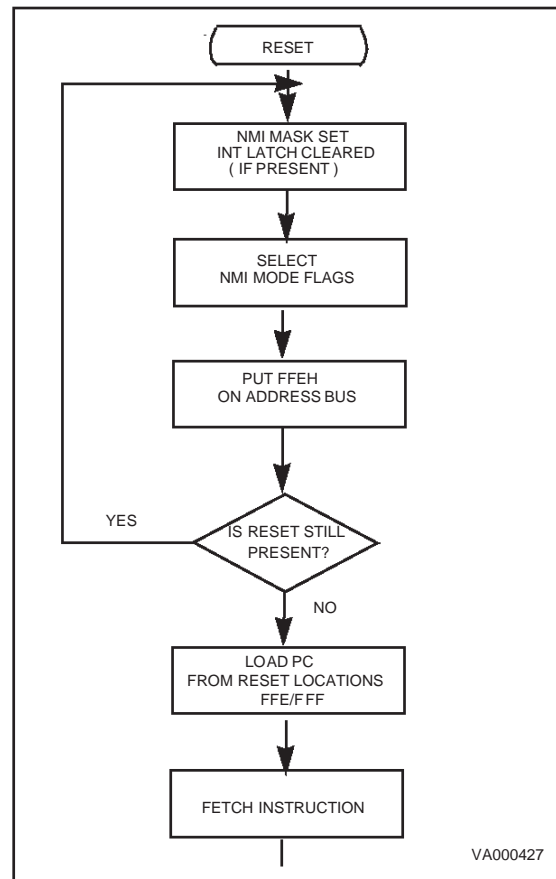 RESET
NMI MASK SET
INT LATCH CLEARED
( IF PRESENT )
SELECT
NMI MODE FLAGS
PUT FFEH
ON ADDRESS BUS
IS RESET STILL
PRESENT?
YES
NO
LOAD PC
FROM RESET LOCATIONS
FFE/FFF
FETCH INSTRUCTION
VA000427